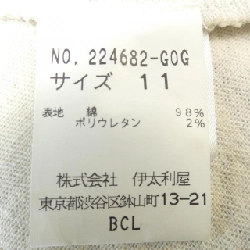 NO. 224682-GOG
サイズ 11
表地 綿 98%
ポリウレタン 2%
株式会社 伊太利屋
東京都渋谷区鉢山町13-21
BCL